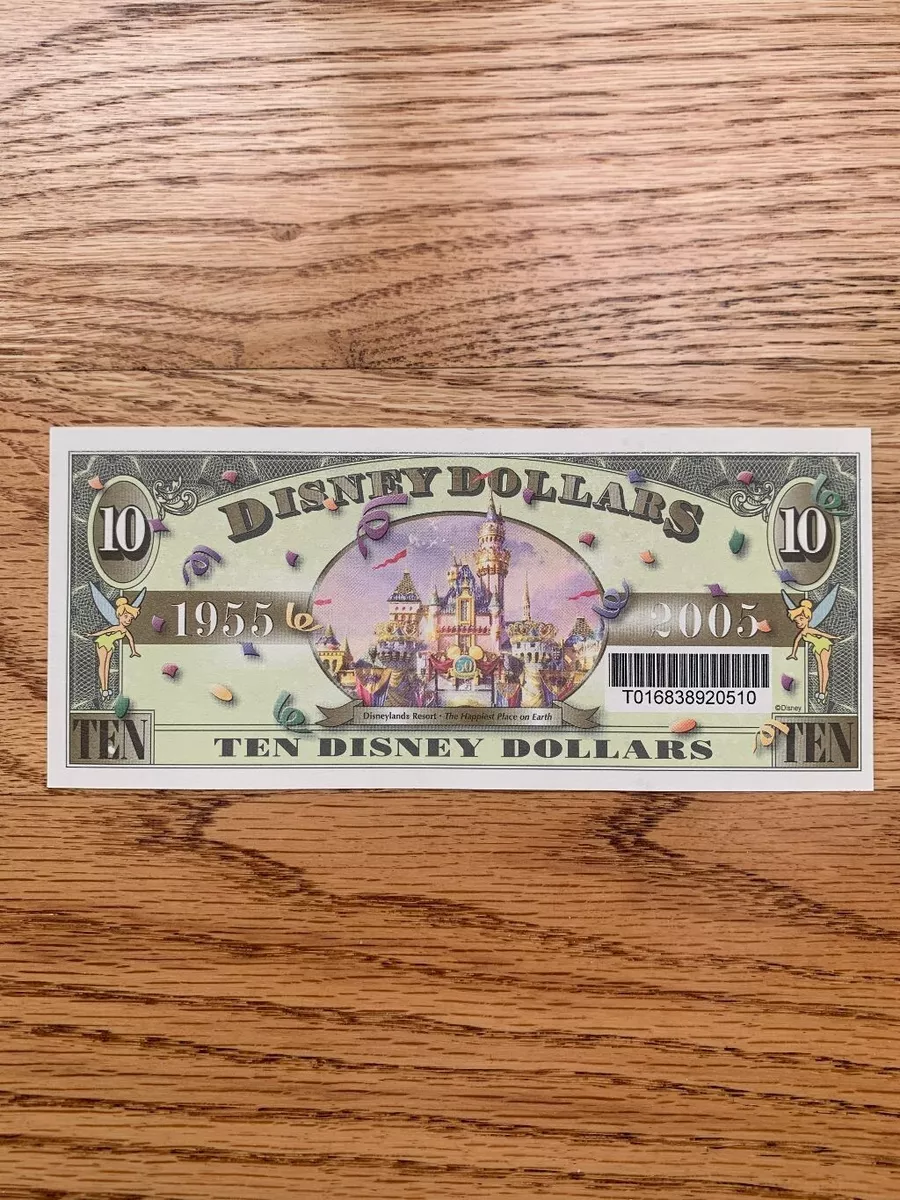 DISNEY DOLLARS
10
10
1955
2005
50
T016838920510
©Disney
Disneylands Resort • The Happiest Place on Earth
TEN
TEN DISNEY DOLLARS
TEN